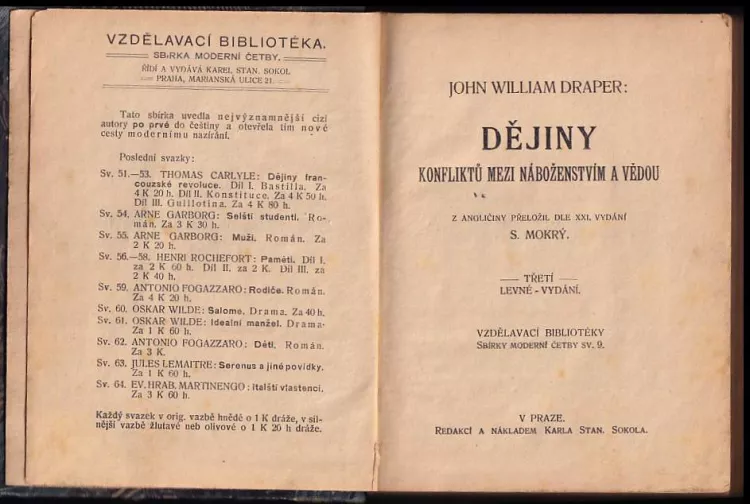 VZDĚLAVACÍ BIBLIOTÉKA.
SBÍRKA MODERNÍ ČETBY.
ŘÍDÍ A VYDÁVÁ KAREL STAN. SOKOL
PRAHA, MARIANSKÁ ULICE 21.
Tato sbírka uvedla nejvýznamnější cizí
autory po prvé do češtiny a otevřela tím nové
cesty modernímu nazírání.
Poslední svazky:
Sv. 51.—53. THOMAS CARLYLE: Dějiny fran-
couzské revoluce. Díl I. Bastilla. Za
4 K 20 h. Díl II. Konstituce. Za 4 K 50 h.
Díl III. Guillotina. Za 4 K 80 h.
Sv. 54. ARNE GARBORG: Selští studenti. Ro-
mán. Za 3 K 30 h.
Sv. 55. ARNE GARBORG: Muži. Román. Za
2 K 20 h.
Sv. 56.—58. HENRI ROCHEFORT: Paměti. Díl I.
za 2 K 60 h. Díl II. za 2 K. Díl III. za
2 K 40 h.
Sv. 59. ANTONIO FOGAZZARO: Rodiče. Román.
Za 4 K 20 h.
Sv. 60. OSKAR WILDE: Salome. Drama. Za 40 h.
Sv. 61. OSKAR WILDE: Idealní manžel. Drama.
Za 1 K 60 h.
Sv. 62. ANTONIO FOGAZZARO: Děti. Román.
Za 3 K.
Sv. 63. JULES LEMAITRE: Serenus a jiné povídky.
Za 1 K 60 h.
Sv. 64. EV. HRAB. MARTINENGO: Italští vlastenci.
Za 3 K 60 h.
Každý svazek v orig. vazbě hnědé o 1 K dráže, v sil-
nější vazbě žlutavé neb olivové o 1 K 20 h dráže.
JOHN WILLIAM DRAPER:
DĚJINY
KONFLIKTŮ MEZI NÁBOŽENSTVÍM A VĚDOU
Z ANGLIČINY PŘELOŽIL DLE XXI. VYDÁNÍ
S. MOKRÝ.
TŘETÍ
LEVNÉ - VYDÁNÍ.
VZDĚLAVACÍ BIBLIOTÉKY
SBÍRKY MODERNÍ ČETBY SV. 9.
V PRAZE.
REDAKCÍ A NÁKLADEM KARLA STAN. SOKOLA.